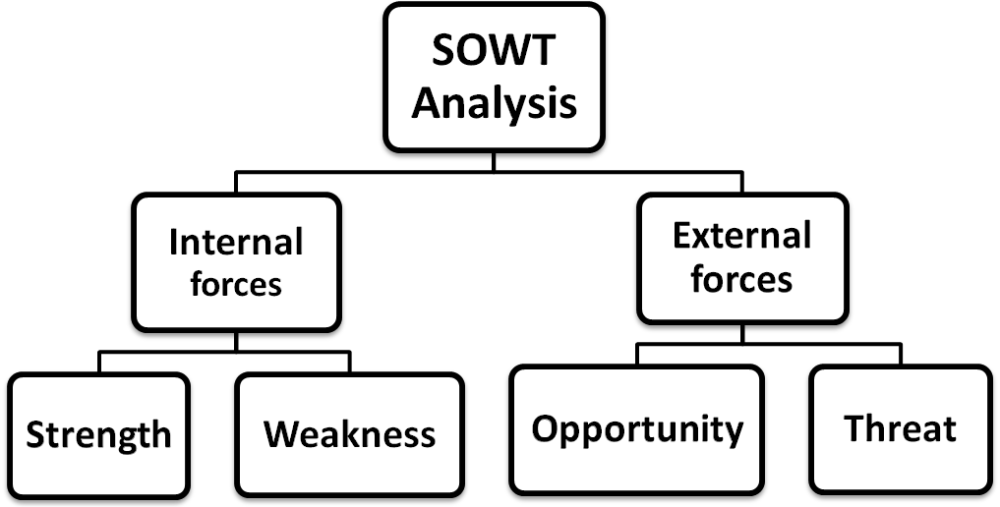 SOWT
Analysis
Internal
forces
External
forces
Strength
Weakness
Opportunity
Threat